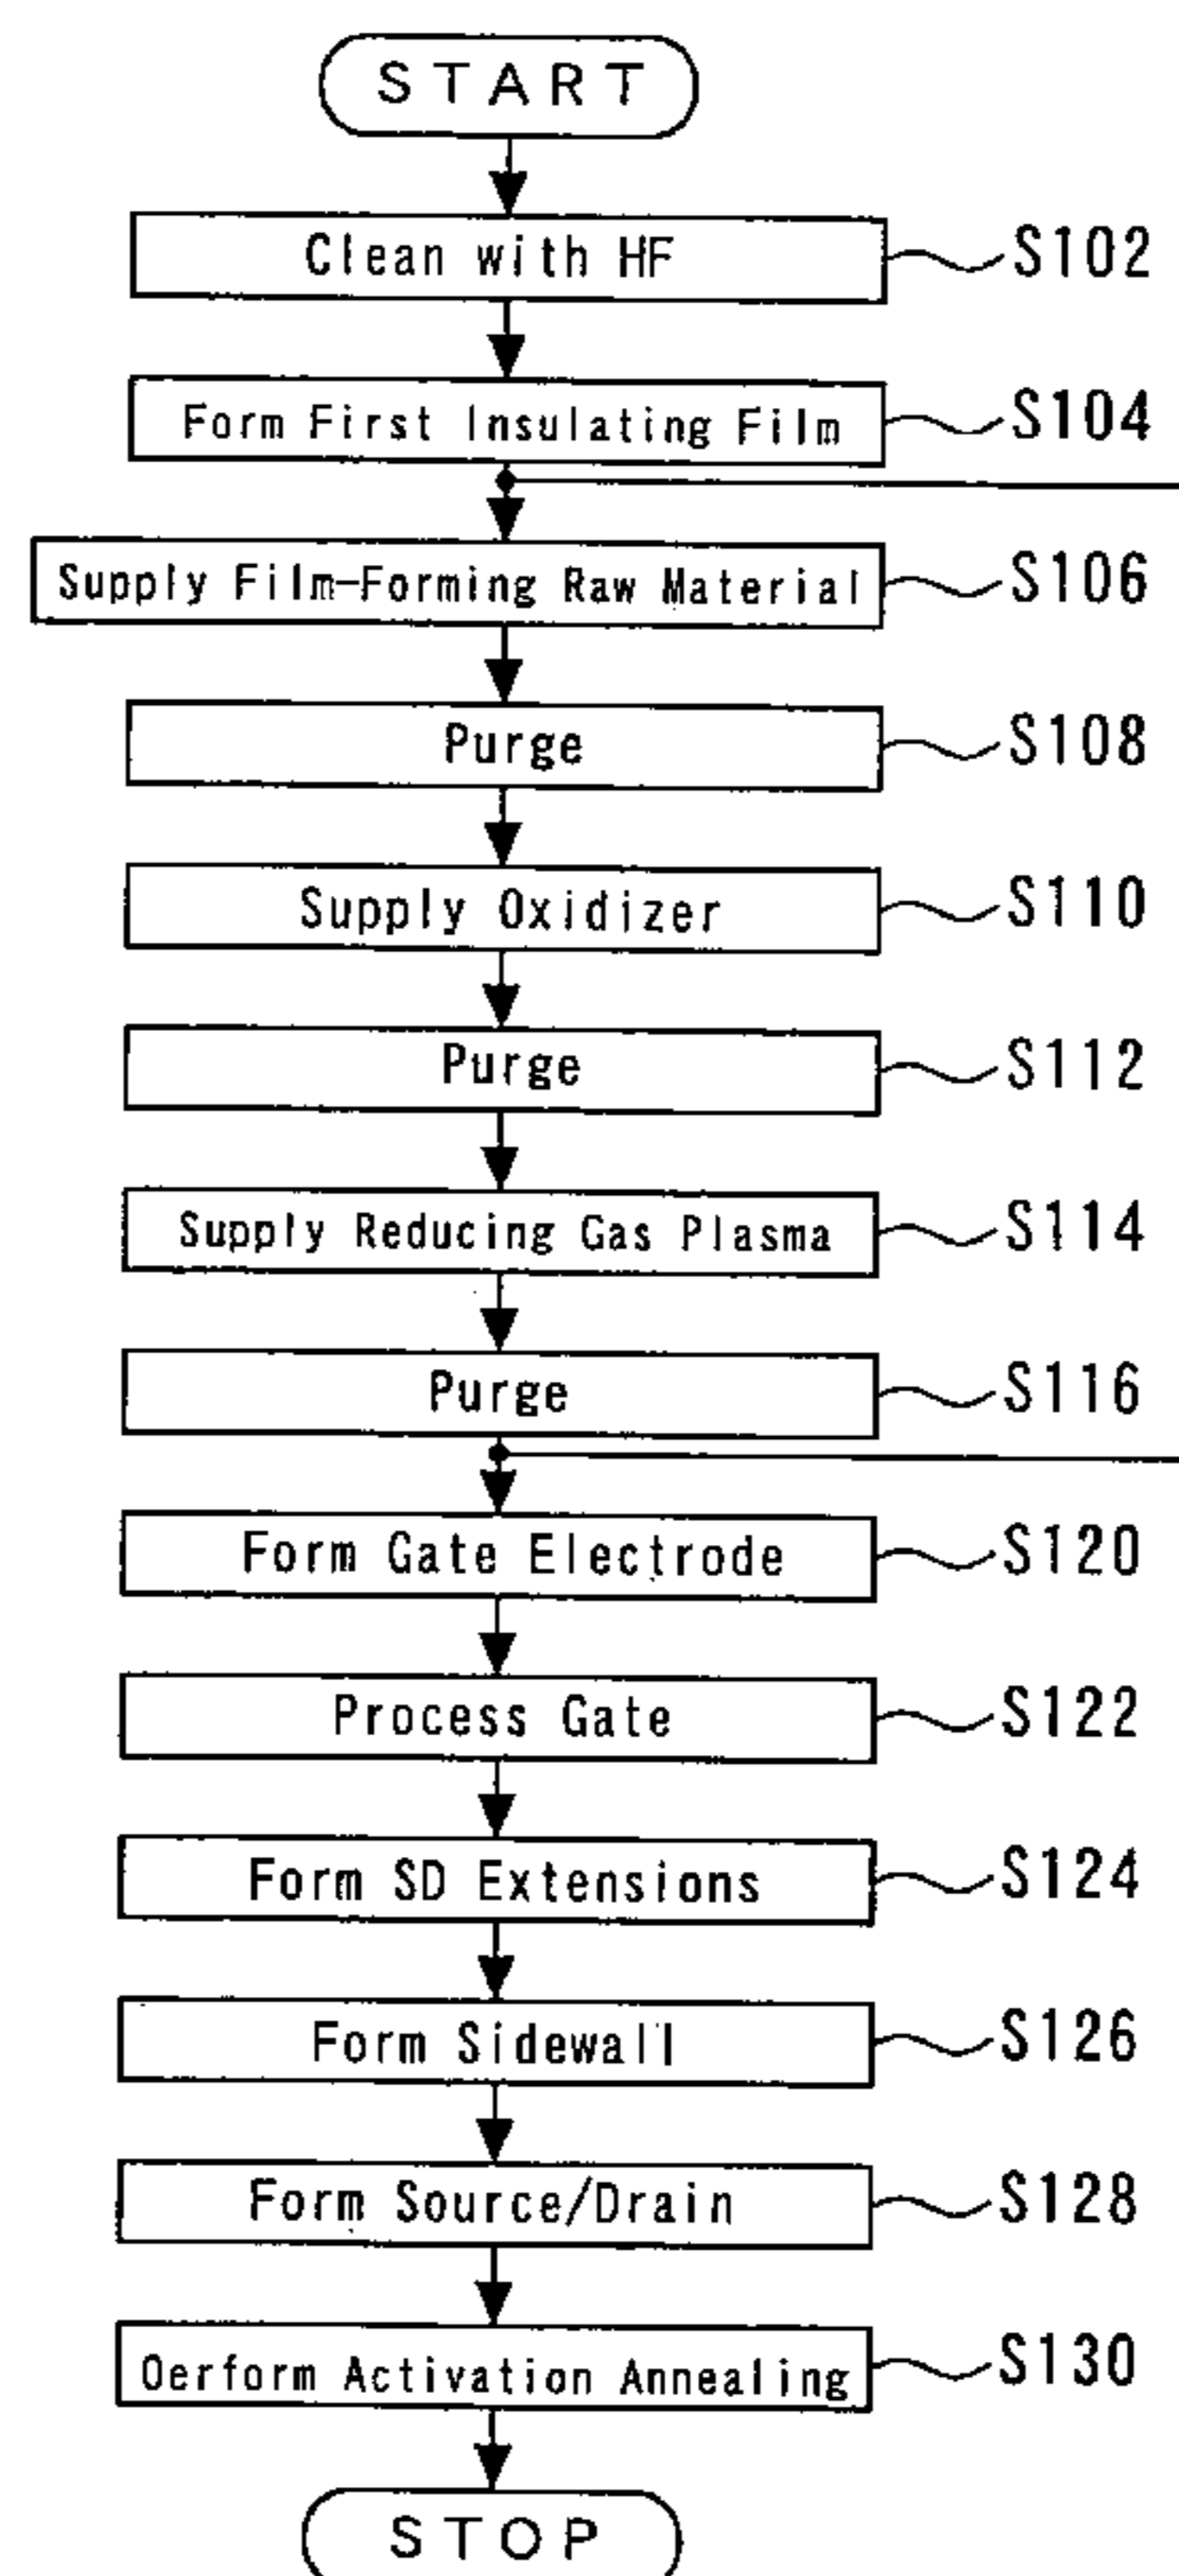 START
Clean with HF
S102
Form First Insulating Film
S104
Supply Film-Forming Raw Material
S106
Purge
S108
Supply Oxidizer
S110
Purge
S112
Supply Reducing Gas Plasma
S114
Purge
S116
Form Gate Electrode
S120
Process Gate
S122
Form SD Extensions
S124
Form Sidewall
S126
Form Source/Drain
S128
Oerform Activation Annealing
S130
STOP